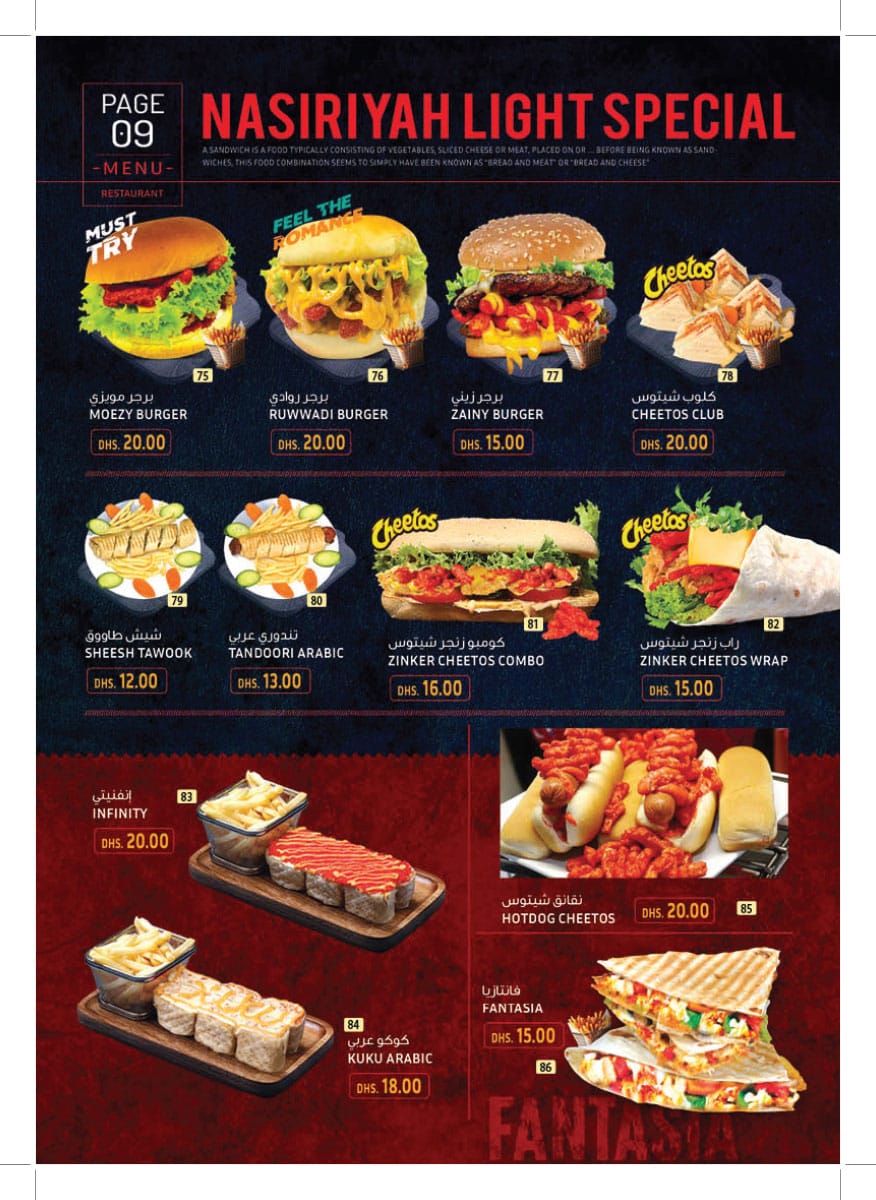 PAGE
09
-MENU-
RESTAURANT
NASIRIYAH LIGHT SPECIAL
A SANDWICH IS A FOOD TYPICALLY CONSISTING OF VEGETABLES, SLICED CHEESE OR MEAT, PLACED ON OR ... BEFORE BEING KNOWN AS SAND-
WICHES, THIS FOOD COMBINATION SEEMS TO SIMPLY HAVE BEEN KNOWN AS "BREAD AND MEAT" OR "BREAD AND CHEESE"
MUST
TRY
75
برجر مويزي
MOEZY BURGER
DHS. 20.00
FEEL THE
ROMANCE
76
برجر روادي
RUWWADI BURGER
DHS. 20.00
77
برجر زيني
ZAINY BURGER
DHS. 15.00
Cheetos
78
كلوب شيتوس
CHEETOS CLUB
DHS. 20.00
79
شيش طاووق
SHEESH TAWOOK
DHS. 12.00
80
تندوري عربي
TANDOORI ARABIC
DHS. 13.00
Cheetos
81
كومبو زنجر شيتوس
ZINKER CHEETOS COMBO
DHS. 16.00
Cheetos
82
راب زنجر شيتوس
ZINKER CHEETOS WRAP
DHS. 15.00
إنفنيتي
83
INFINITY
DHS. 20.00
84
كوكو عربي
KUKU ARABIC
DHS. 18.00
نقانق شيتوس
HOTDOG CHEETOS
DHS. 20.00
85
فانتازيا
FANTASIA
DHS. 15.00
86
FANTASIA